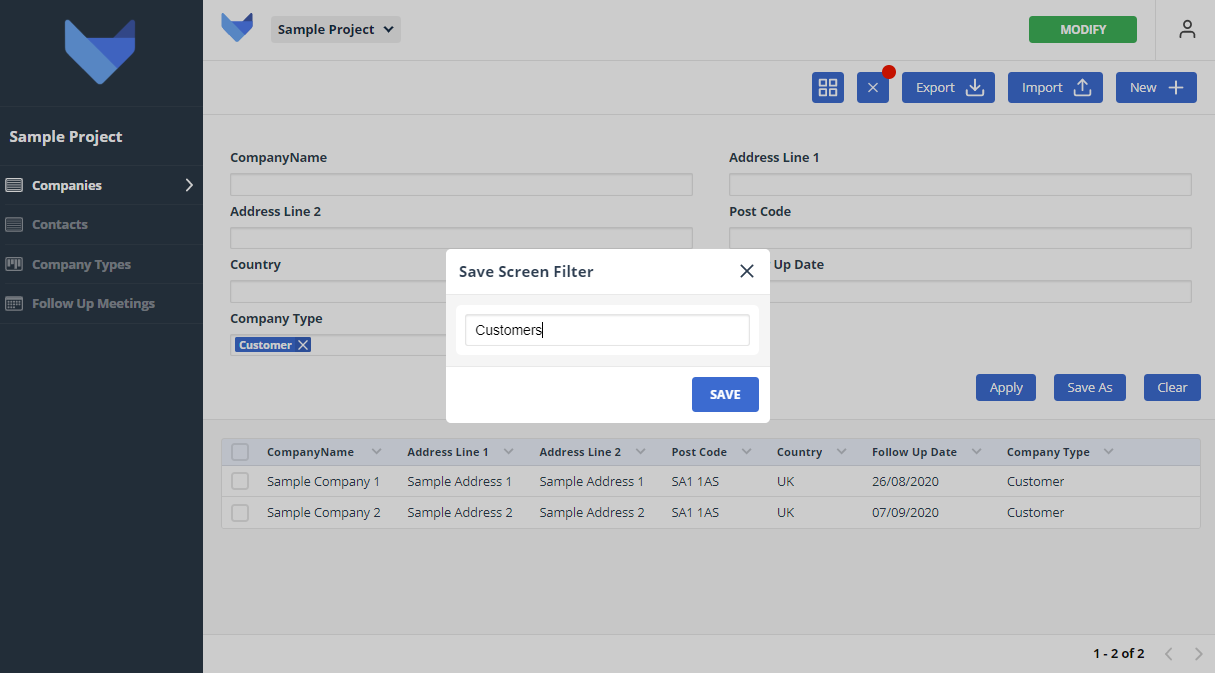 Sample Project
MODIFY
Export
Import
New
Sample Project
Companies
Contacts
Company Types
Follow Up Meetings
CompanyName
Address Line 1
Address Line 2
Post Code
Country
Up Date
Company Type
Customer
Save Screen Filter
Customers
SAVE
Apply
Save As
Clear
CompanyName Address Line 1 Address Line 2 Post Code Country Follow Up Date Company Type
Sample Company 1 Sample Address 1 Sample Address 1 SA1 1AS UK 26/08/2020 Customer
Sample Company 2 Sample Address 2 Sample Address 2 SA1 1AS UK 07/09/2020 Customer
1 - 2 of 2